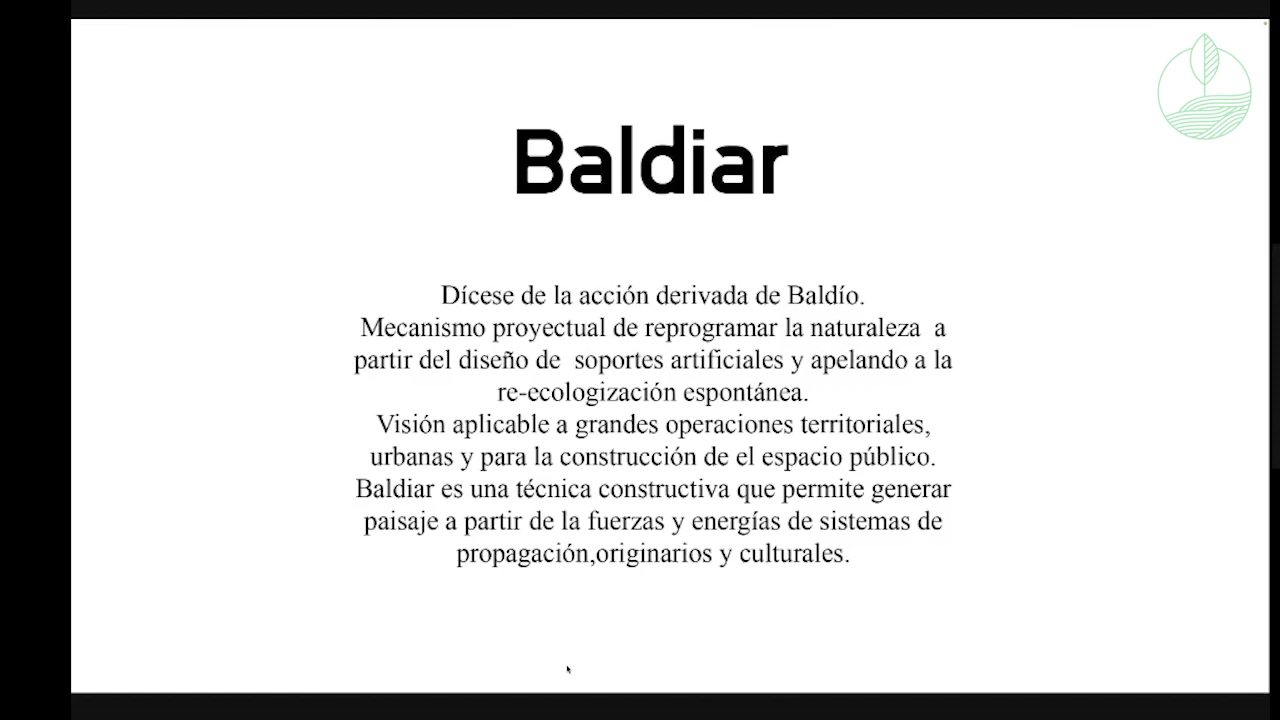 Baldiar
Dícese de la acción derivada de Baldío.
Mecanismo proyectual de reprogramar la naturaleza  a
partir del diseño de  soportes artificiales y apelando a la
re-ecologización espontánea.
Visión aplicable a grandes operaciones territoriales,
urbanas y para la construcción de el espacio público.
Baldiar es una técnica constructiva que permite generar
paisaje a partir de la fuerzas y energías de sistemas de
propagación,originarios y culturales.